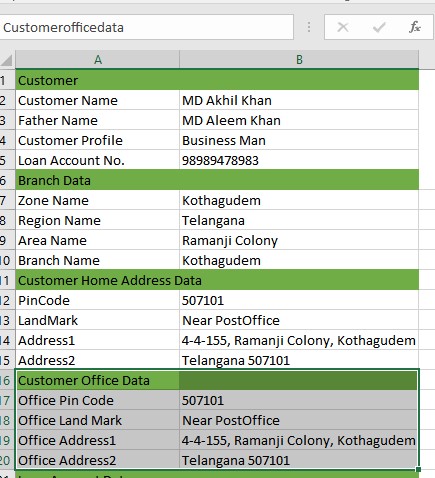 Customerofficedata
fx
A B
1 Customer
2 Customer Name MD Akhil Khan
3 Father Name MD Aleem Khan
4 Customer Profile Business Man
5 Loan Account No. 98989478983
6 Branch Data
7 Zone Name Kothagudem
8 Region Name Telangana
9 Area Name Ramanji Colony
10 Branch Name Kothagudem
11 Customer Home Address Data
12 PinCode 507101
13 LandMark Near PostOffice
14 Address1 4-4-155, Ramanji Colony, Kothagudem
15 Address2 Telangana 507101
16 Customer Office Data
17 Office Pin Code 507101
18 Office Land Mark Near PostOffice
19 Office Address1 4-4-155, Ramanji Colony, Kothagudem
20 Office Address2 Telangana 507101